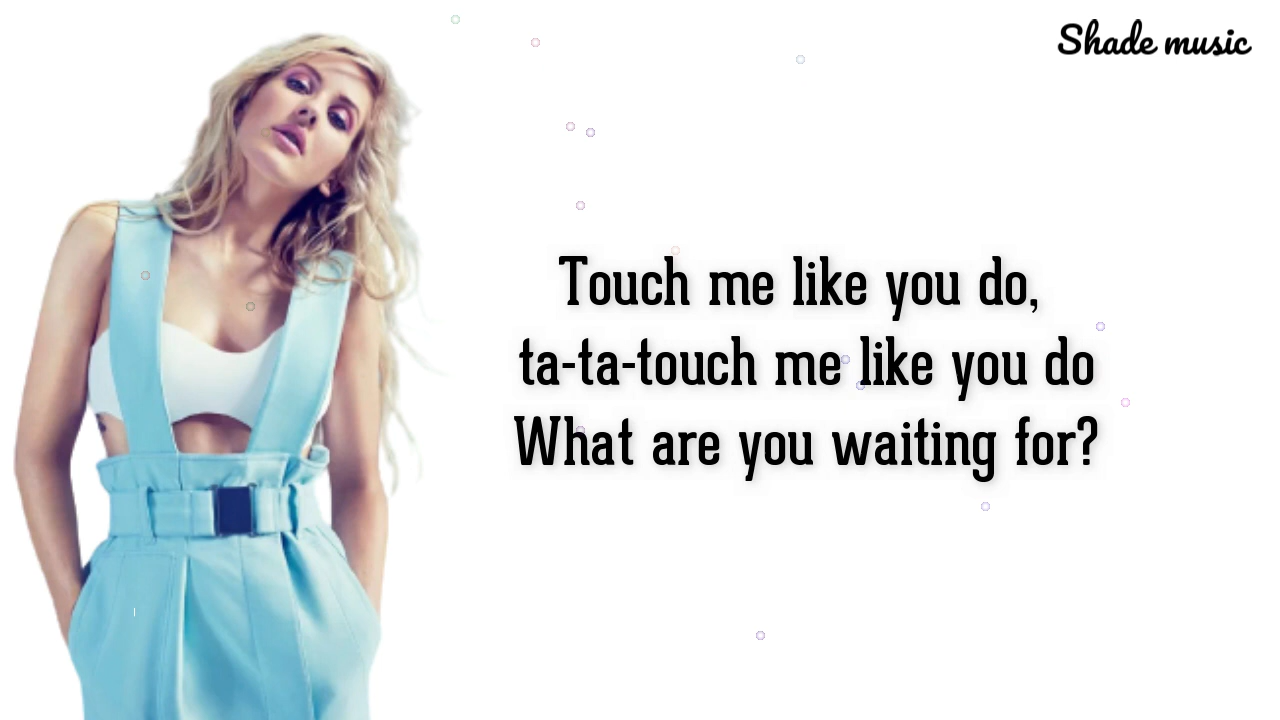 Shade music
Touch me like you do,
ta-ta-touch me like you do
What are you waiting for?